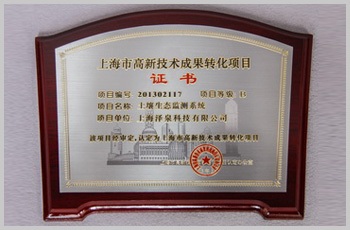 上海市高新技术成果转化项目
证书
项目编号 201302117 项目等级 B
项目名称 土壤生态监测系统
项目单位 上海泽泉科技有限公司
该项目经审定,认定为上海市高新技术成果转化项目